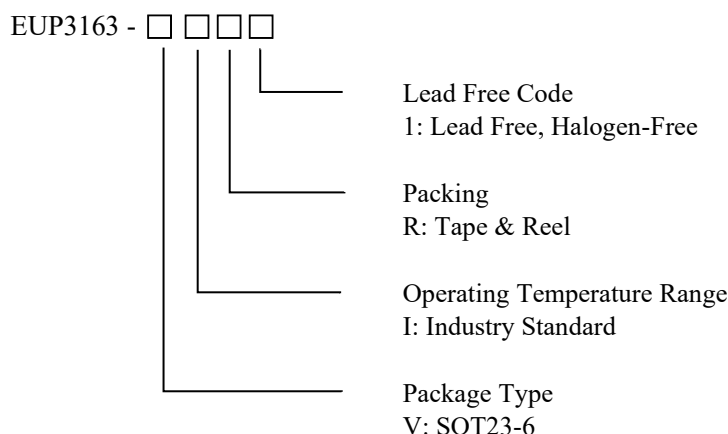 EUP3163 - □ □ □ □
Lead Free Code
1: Lead Free, Halogen-Free
Packing
R: Tape & Reel
Operating Temperature Range
I: Industry Standard
Package Type
V: SOT23-6